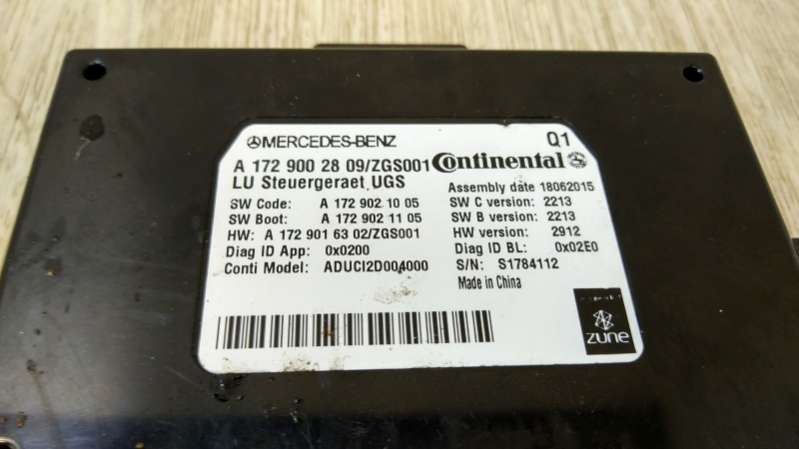 MERCEDES-BENZ Q1
A 172 900 28 09/ZGS001 Continental
LU Steuergeraet UGS
Assembly date 18062015
SW Code: A 172 902 10 05
SW C version: 2213
SW Boot: A 172 902 11 05
SW B version: 2213
HW: A 172 901 63 02/ZGS001
HW version: 2912
Diag ID App: 0x0200
Diag ID BL: 0x02E0
Conti Model: ADUCI2D004000
S/N: S1784112
Made in China
zune